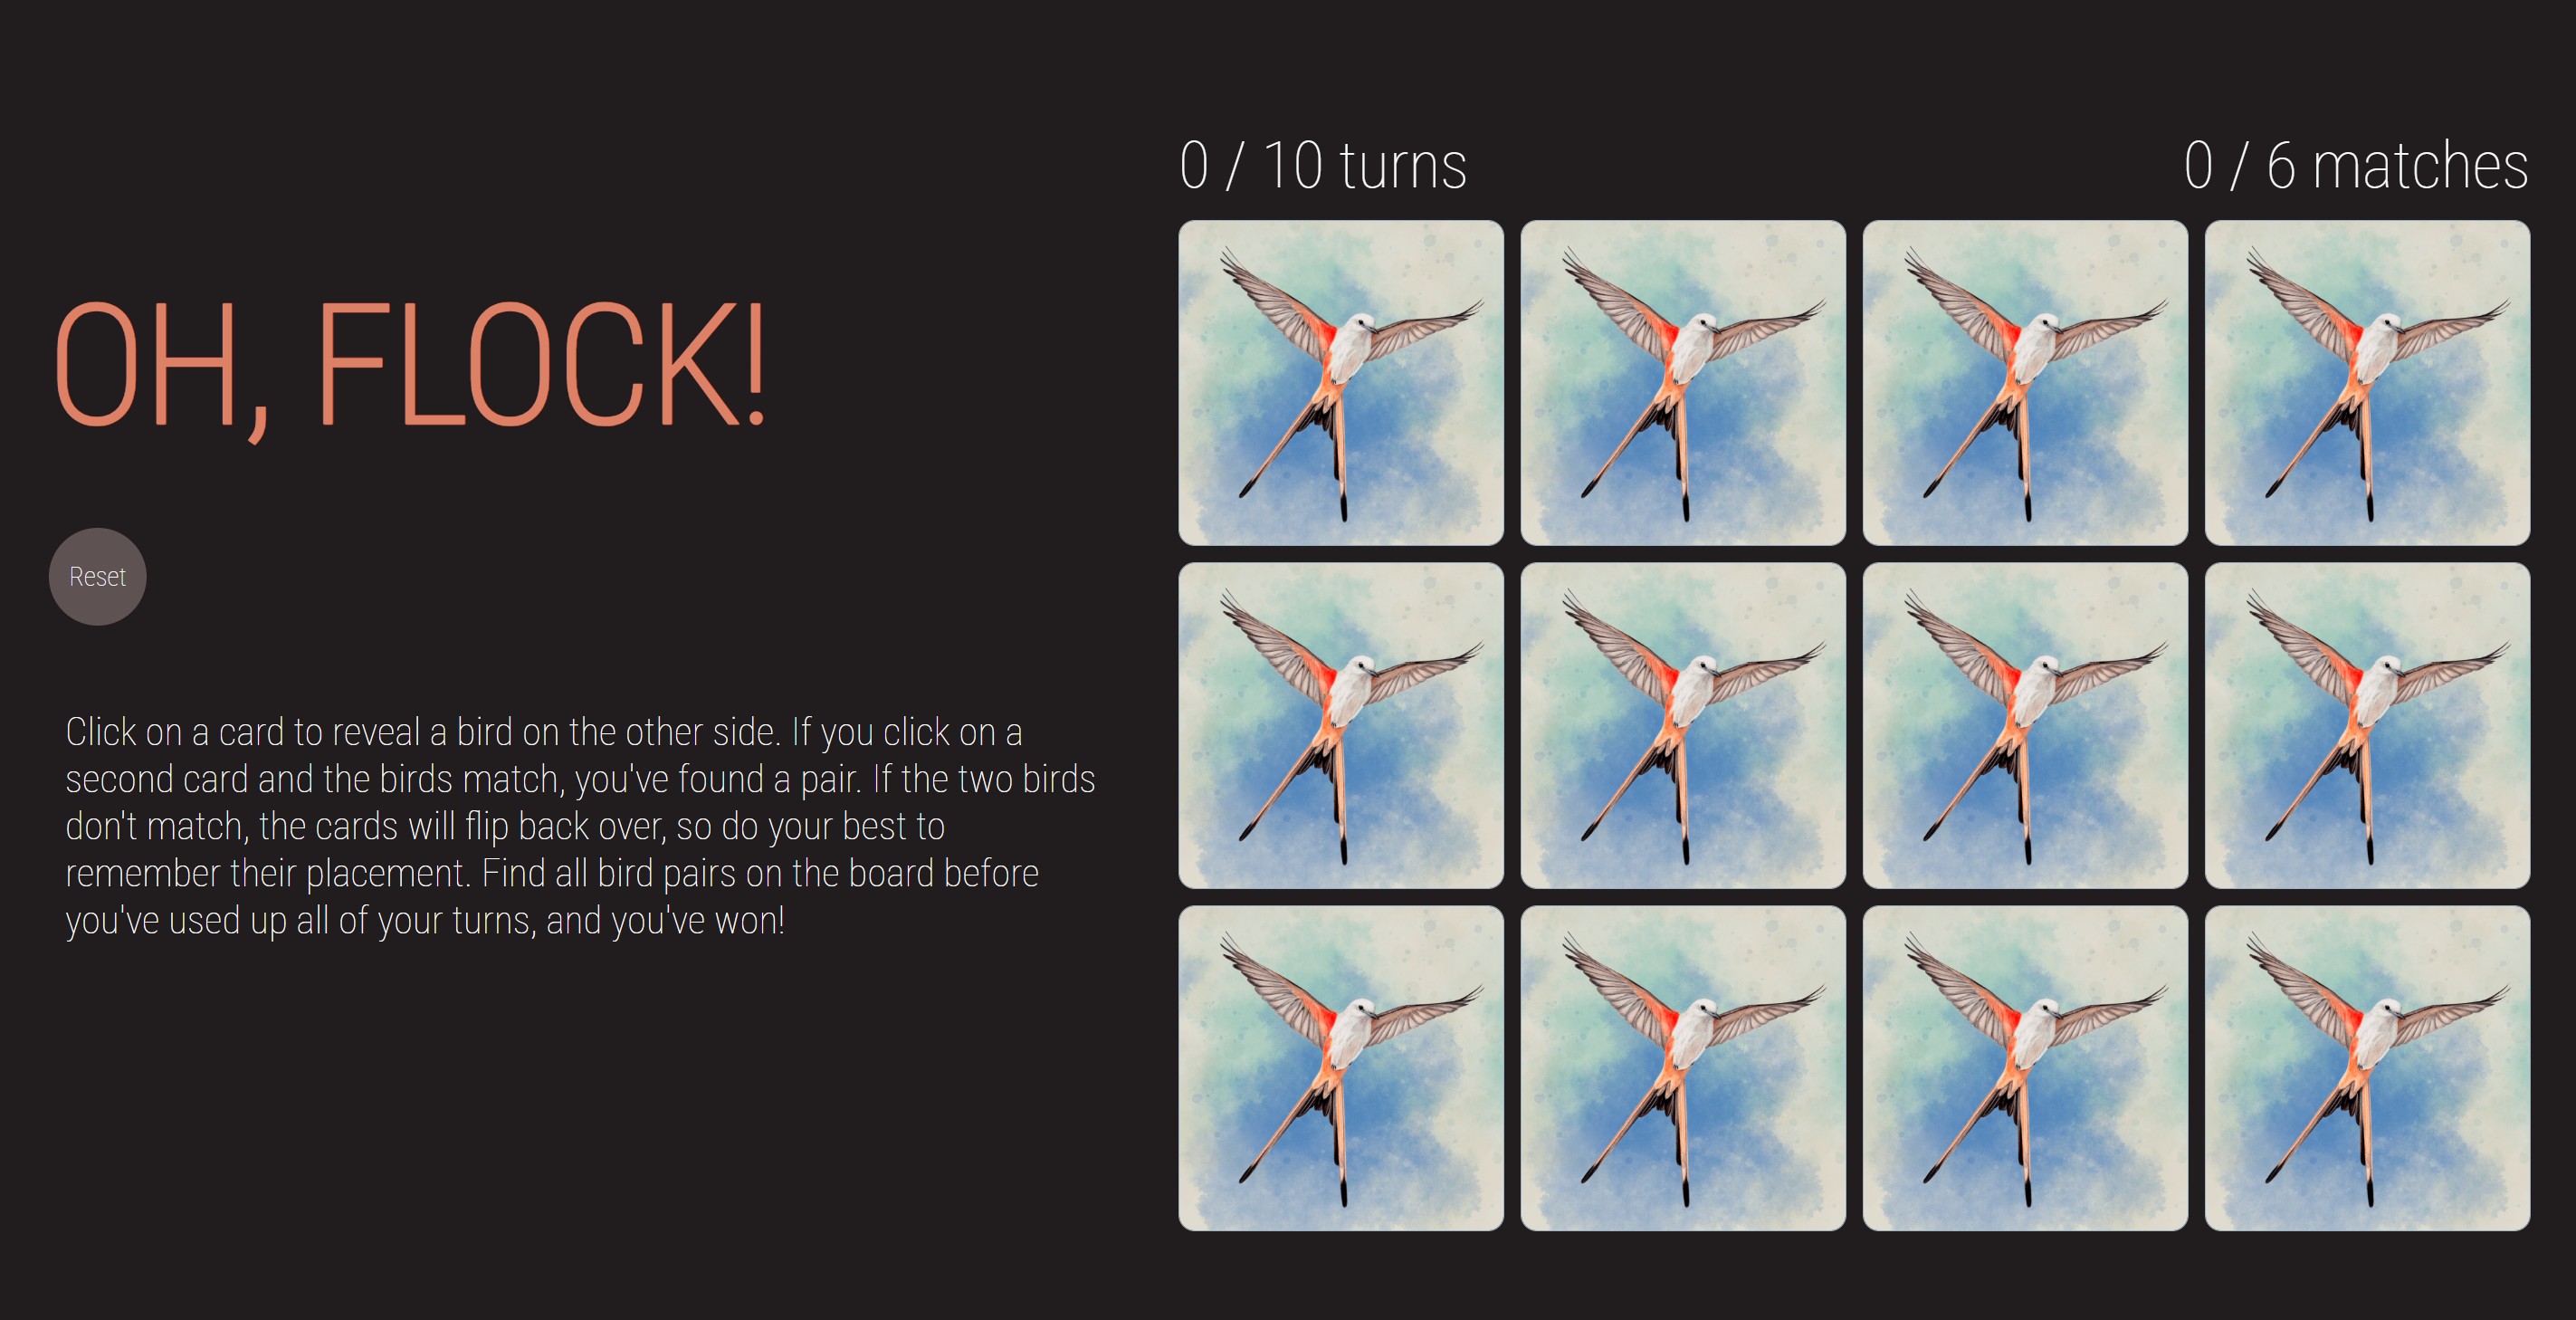 OH, FLOCK!
Reset
Click on a card to reveal a bird on the other side. If you click on a
second card and the birds match, you've found a pair. If the two birds
don't match, the cards will flip back over, so do your best to
remember their placement. Find all bird pairs on the board before
you've used up all of your turns, and you've won!
0 / 10 turns
0 / 6 matches